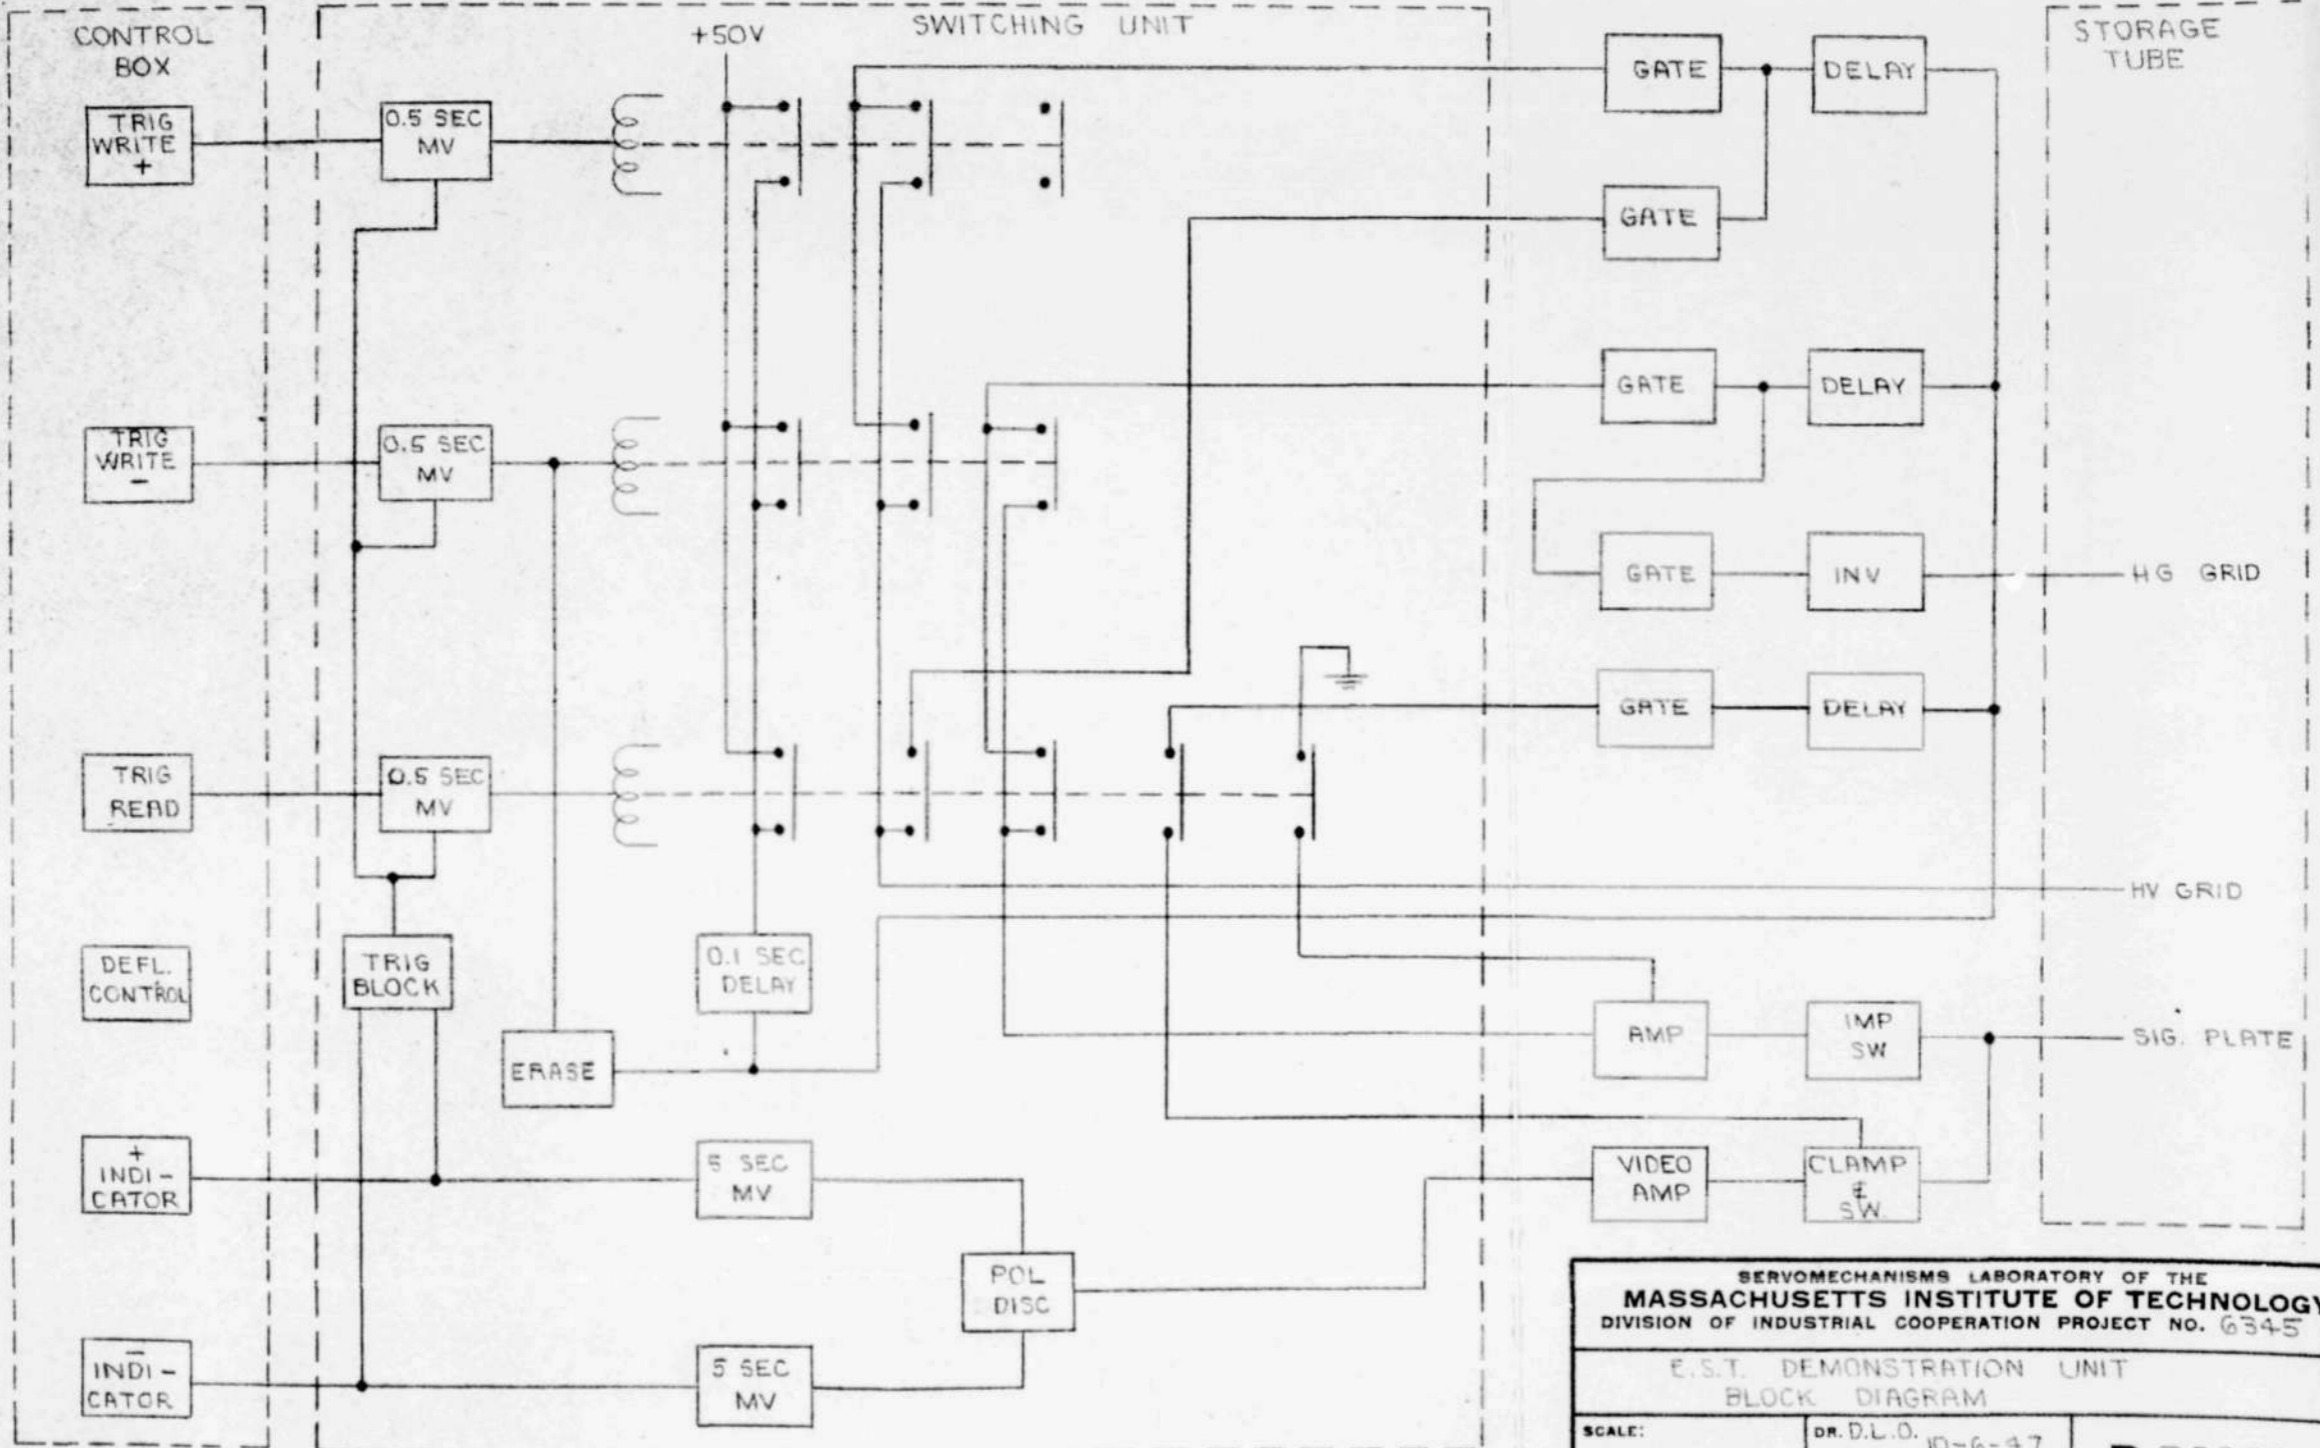 CONTROL
BOX
SWITCHING UNIT
+50V
STORAGE
TUBE
TRIG
WRITE
+
0.5 SEC
MV
GATE
DELAY
GATE
TRIG
WRITE
-
0.5 SEC
MV
GATE
DELAY
GATE
INV
HG GRID
GATE
DELAY
TRIG
READ
0.5 SEC
MV
HV GRID
DEFL.
CONTROL
TRIG
BLOCK
0.1 SEC
DELAY
ERASE
AMP
IMP
SW
SIG. PLATE
+
INDI-
CATOR
5 SEC
MV
VIDEO
AMP
CLAMP
&
SW.
POL
DISC
-
INDI-
CATOR
5 SEC
MV
SERVOMECHANISMS LABORATORY OF THE
MASSACHUSETTS INSTITUTE OF TECHNOLOGY
DIVISION OF INDUSTRIAL COOPERATION PROJECT NO. 6345
E.S.T. DEMONSTRATION UNIT
BLOCK DIAGRAM
SCALE:
DR. D.L.O. 10-6-47